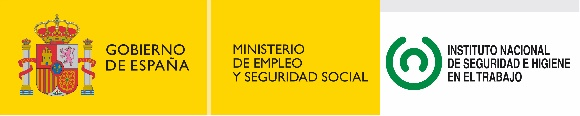 GOBIERNO
DE ESPAÑA
MINISTERIO
DE EMPLEO
Y SEGURIDAD SOCIAL
INSTITUTO NACIONAL
DE SEGURIDAD E HIGIENE
EN EL TRABAJO